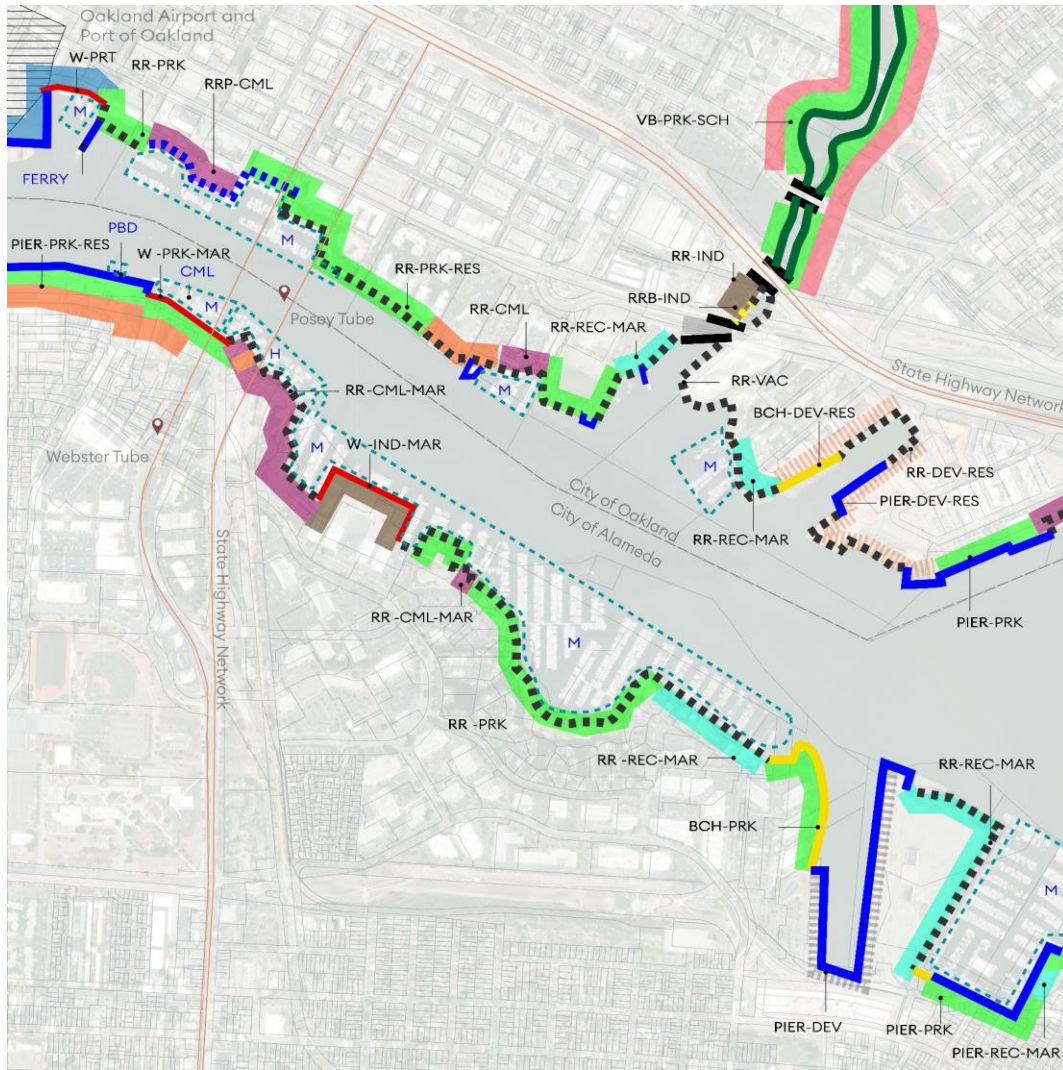 Oakland Airport and
Port of Oakland
W-PRT
RR-PRK
RRP-CML
M
VB-PRK-SCH
FERRY
PBD
W -PRK-MAR
PIER-PRK-RES
CML
M
M
RR-PRK-RES
RR-IND
RRB-IND
Posey Tube
RR-CML
RR-REC-MAR
H
M
State Highway Network
RR-CML-MAR
RR-VAC
BCH-DEV-RES
W -IND-MAR
Webster Tube
M
M
RR-DEV-RES
PIER-DEV-RES
City of Oakland
City of Alameda
RR-REC-MAR
State Highway Network
RR -CML-MAR
PIER-PRK
M
RR -PRK
RR -REC-MAR
RR-REC-MAR
BCH-PRK
M
PIER-DEV
PIER-PRK
PIER-REC-MAR